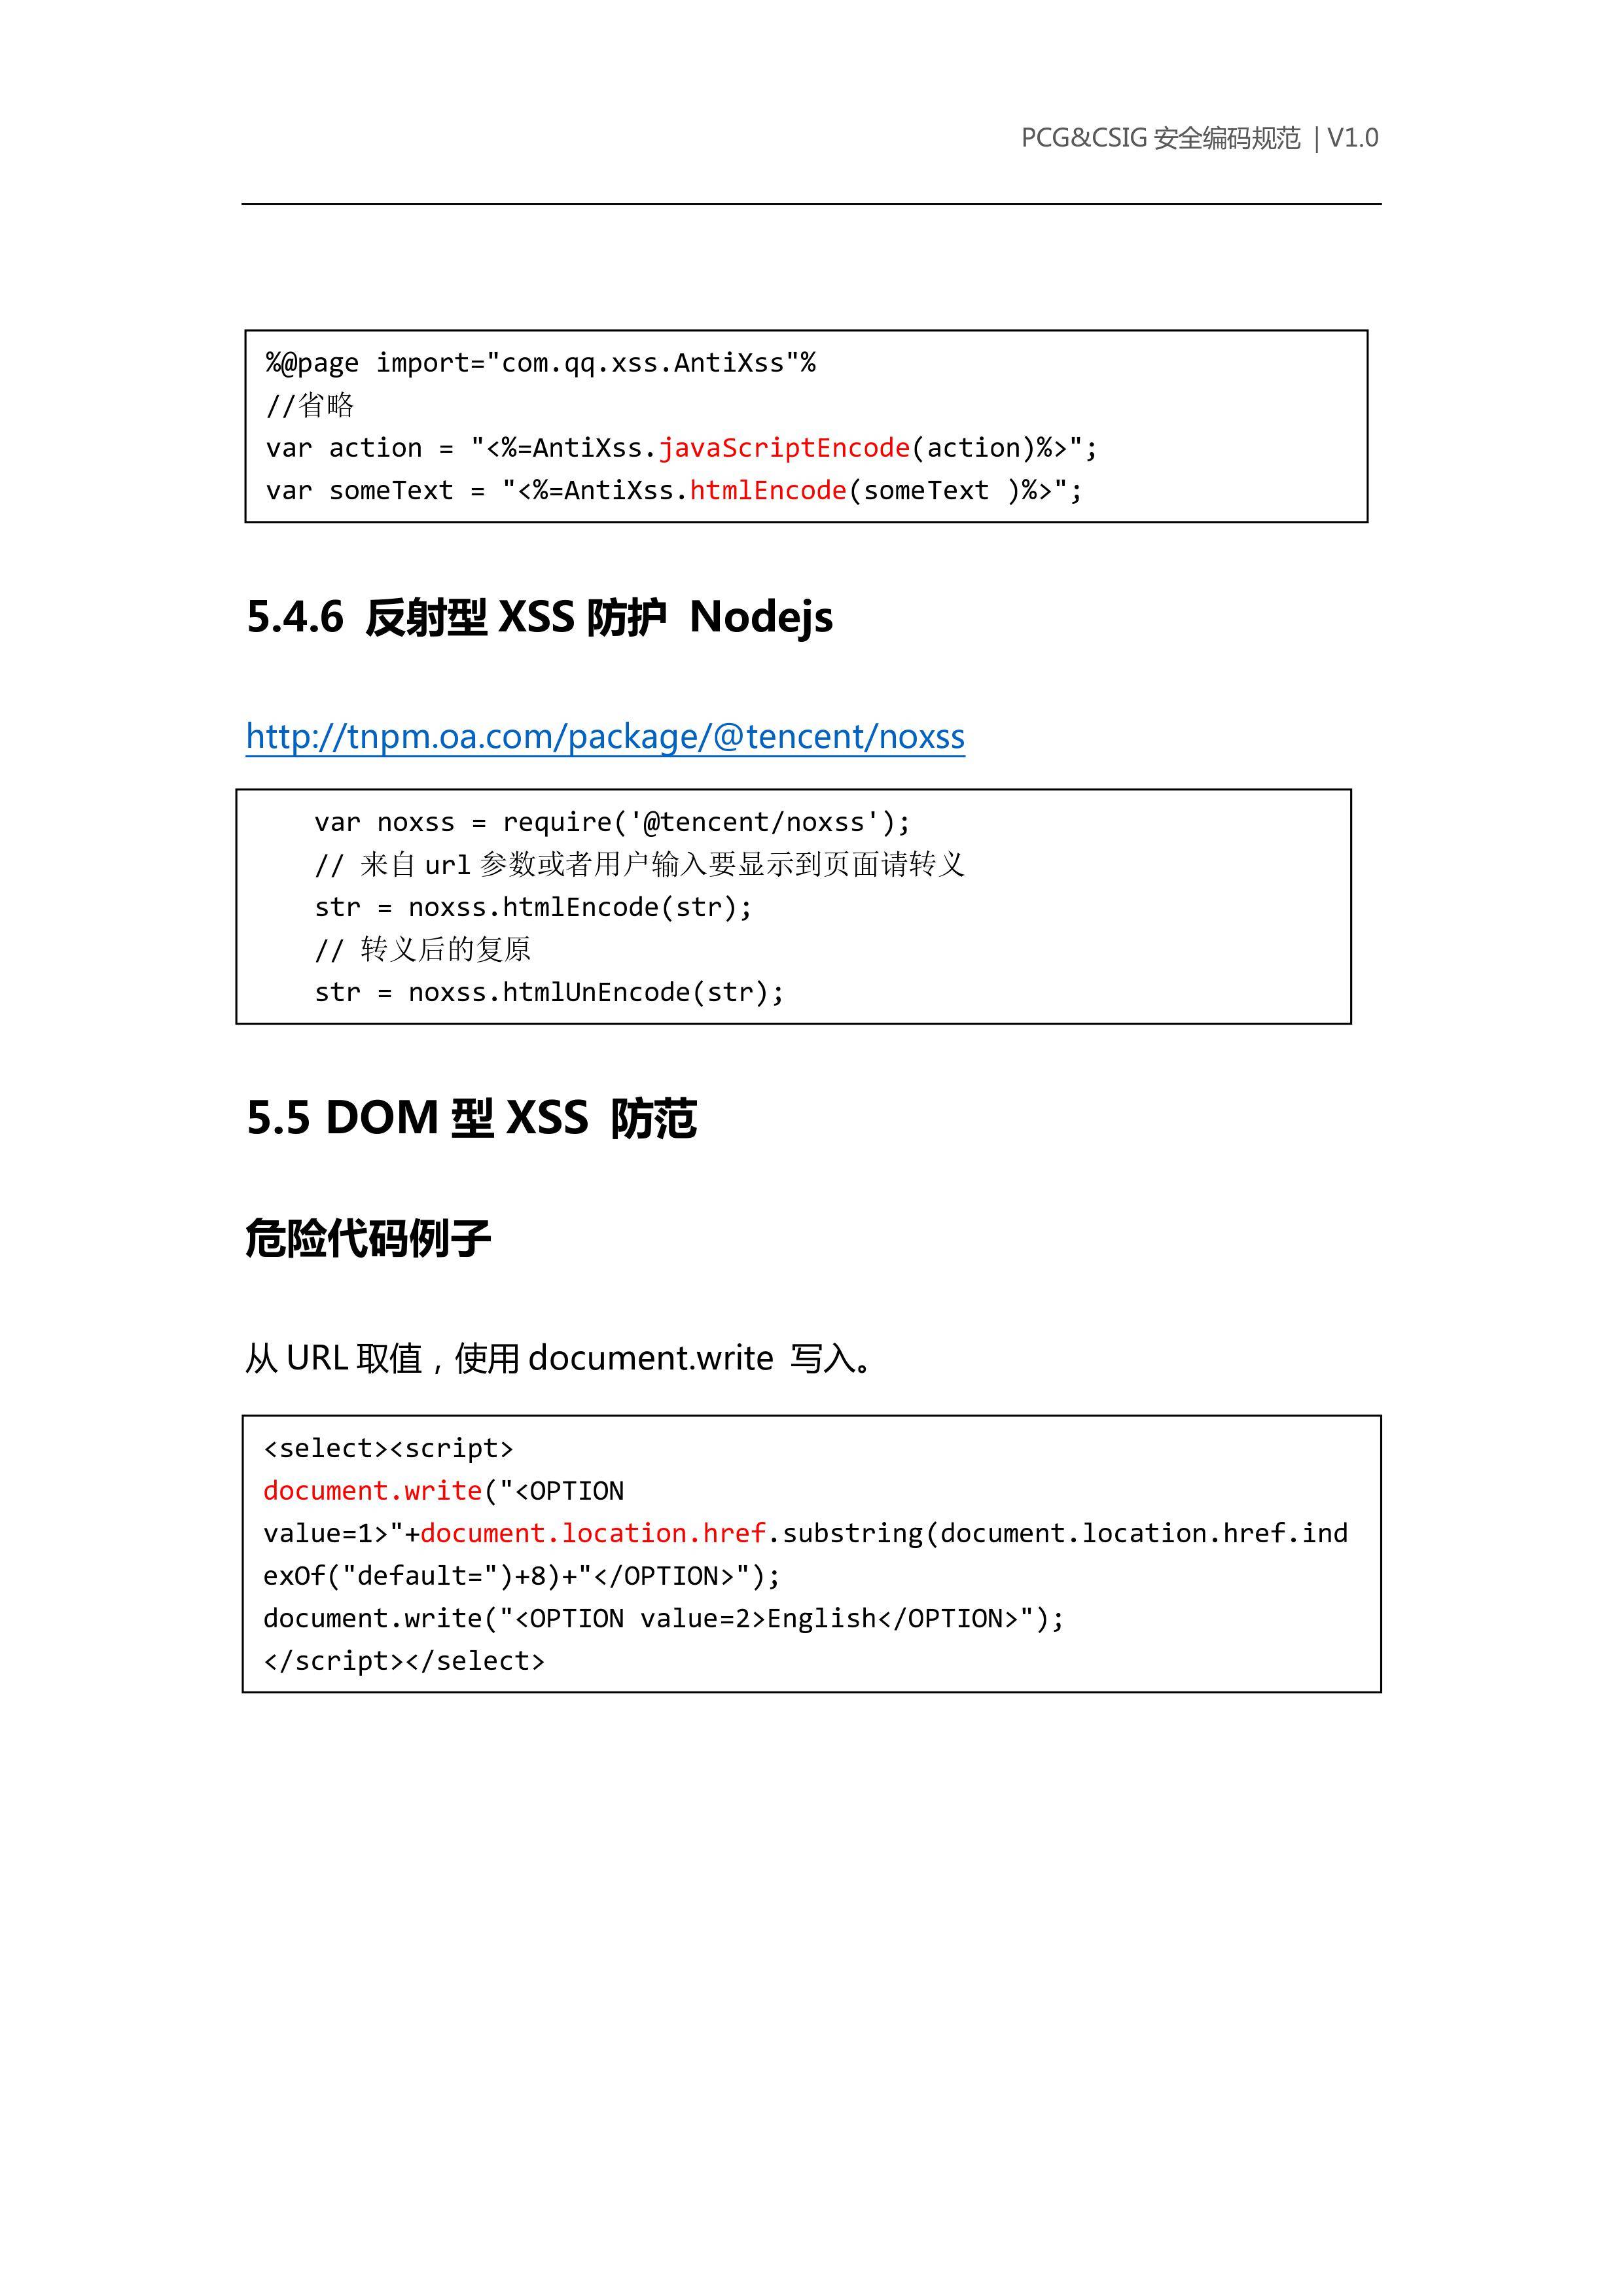 PCG&CSIG 安全编码规范 | V1.0
%@page import="com.qq.xss.AntiXss"%
//省略
var action = "<%=AntiXss.javaScriptEncode(action)%>";
var someText = "<%=AntiXss.htmlEncode(someText )%>";
5.4.6 反射型 XSS 防护 Nodejs
http://tnpm.oa.com/package/@tencent/noxss
var noxss = require('@tencent/noxss');
// 来自 url 参数或者用户输入要显示到页面请转义
str = noxss.htmlEncode(str);
// 转义后的复原
str = noxss.htmlUnEncode(str);
5.5 DOM 型 XSS 防范
危险代码例子
从 URL 取值，使用 document.write 写入。
<select><script>
document.write("<OPTION
value=1>"+document.location.href.substring(document.location.href.ind
exOf("default=")+8)+"</OPTION>");
document.write("<OPTION value=2>English</OPTION>");
</script></select>